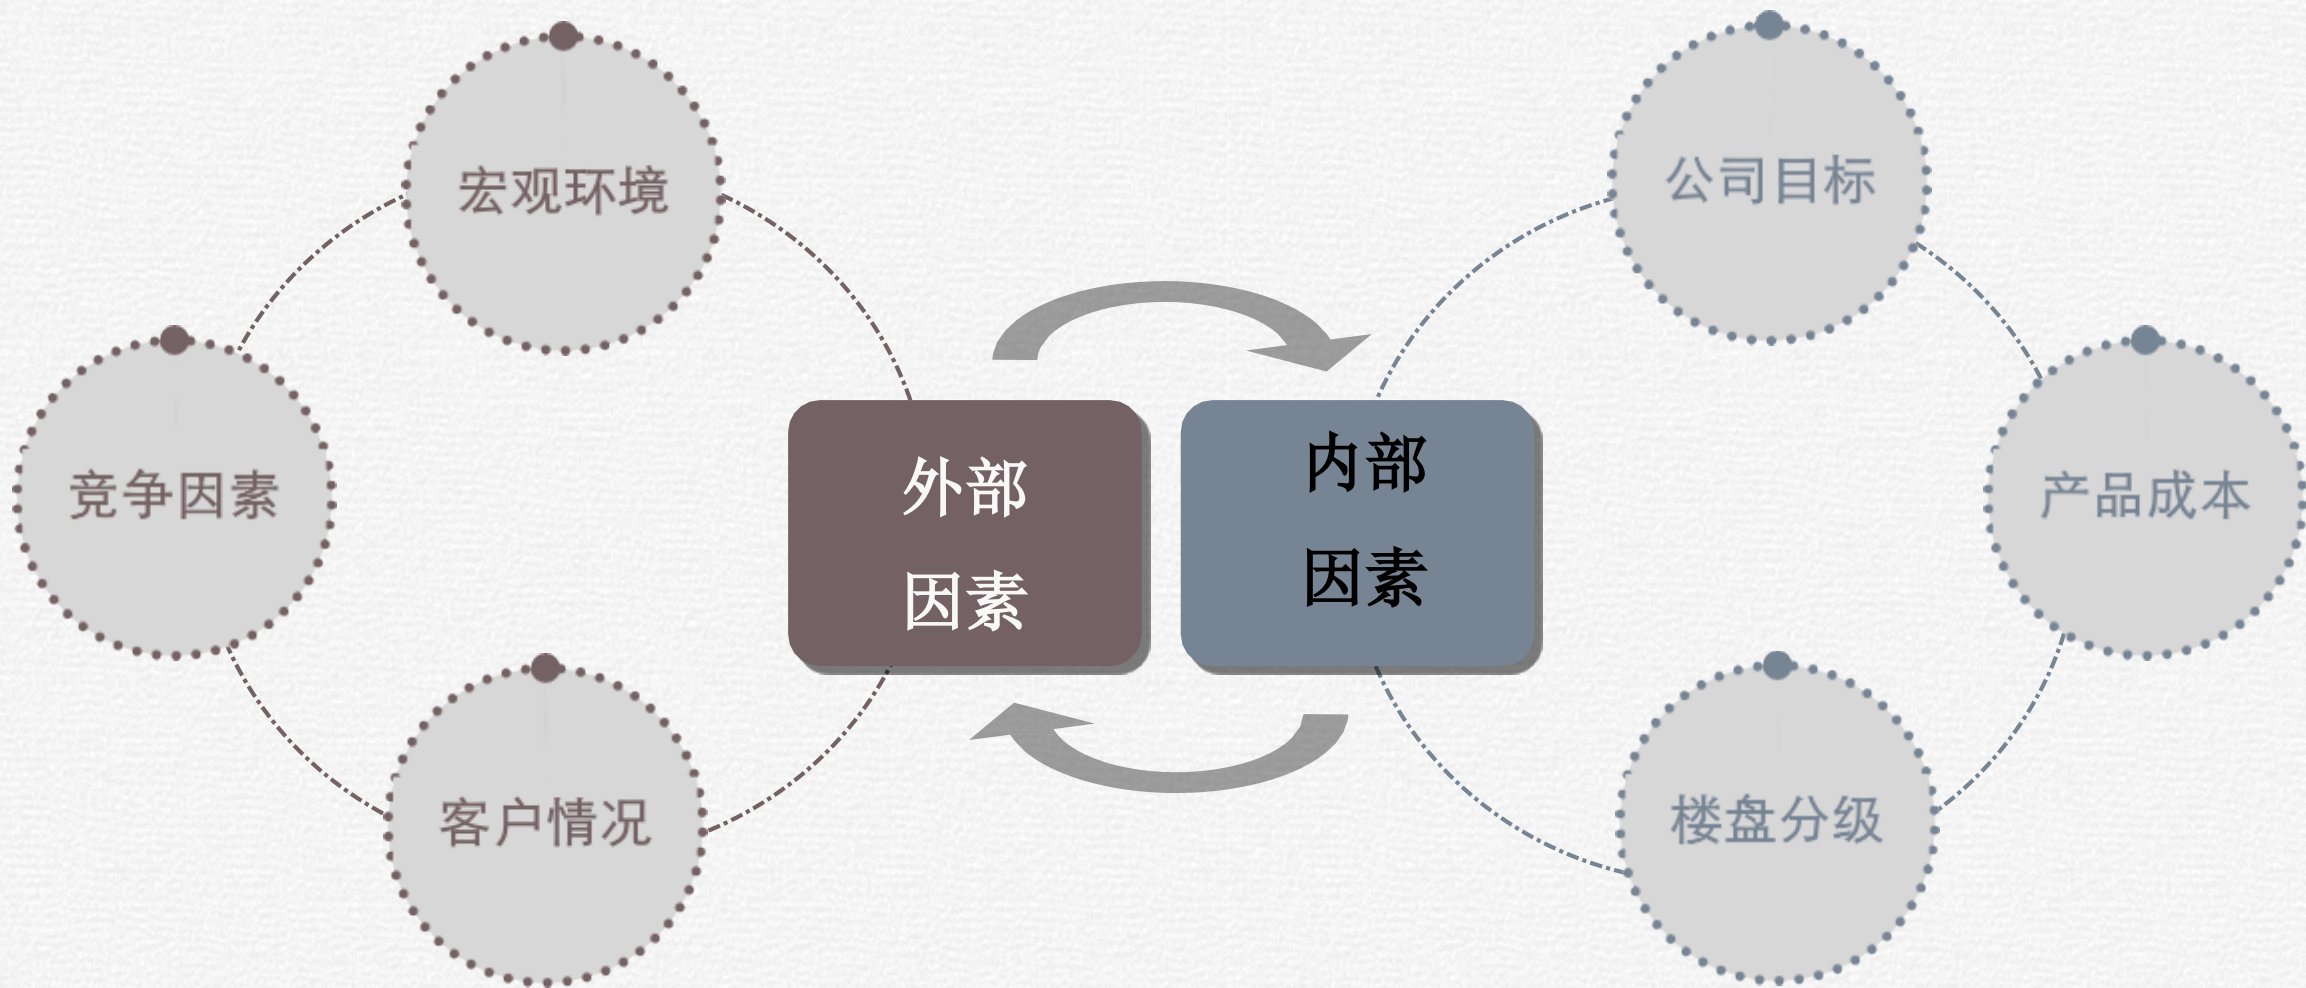 宏观环境
竞争因素
客户情况
外部
因素
内部
因素
公司目标
产品成本
楼盘分级